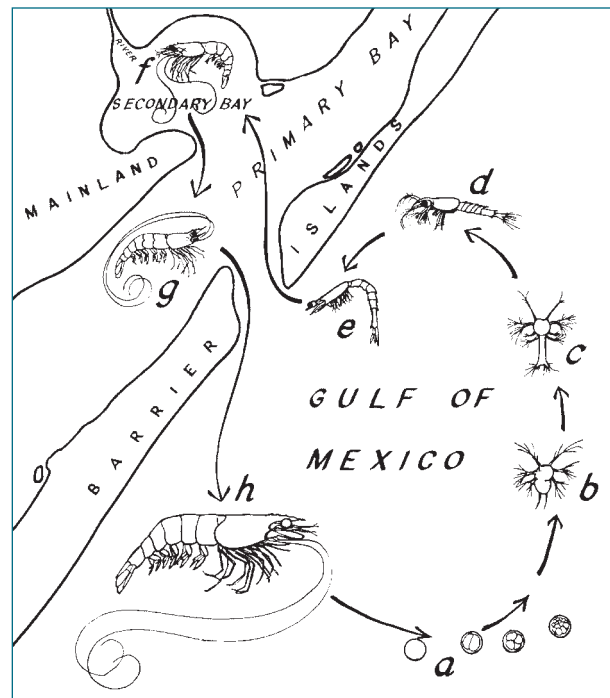 RIVER
f
SECONDARY BAY
PRIMARY BAY
MAINLAND
ISLANDS
d
g
e
c
BARRIER
GULF OF
MEXICO
b
h
a